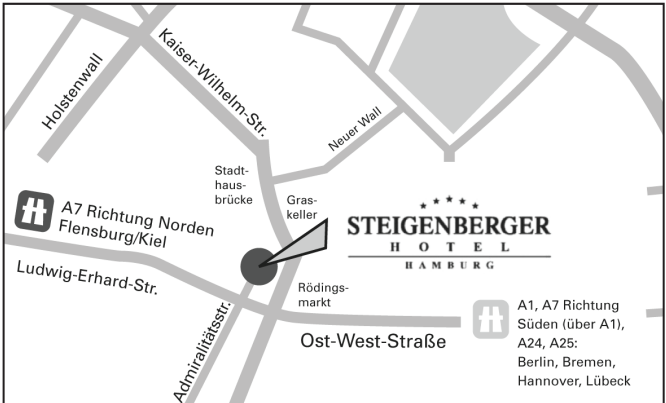 Kaiser-Wilhelm-Str.
Holstenwall
Neuer Wall
Stadt-
haus-
brücke
Gras-
keller
A7 Richtung Norden
Flensburg/Kiel
STEIGENBERGER
HOTEL
HAMBURG
Ludwig-Erhard-Str.
Rödings-
markt
Admiralitätsstr.
Ost-West-Straße
A1, A7 Richtung
Süden (über A1),
A24, A25:
Berlin, Bremen,
Hannover, Lübeck